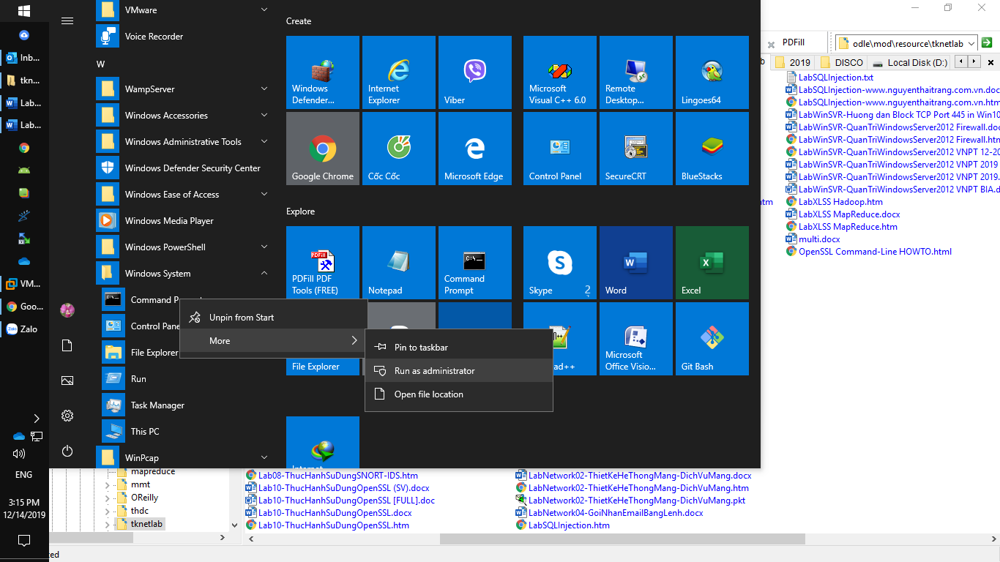 Inb...
tkn...
Lab...
Lab...
VM...
Goo...
Zalo
ENG
3:15 PM
12/14/2019
VMware
Voice Recorder
W
WampServer
Windows Accessories
Windows Administrative Tools
Windows Defender Security Center
Windows Ease of Access
Windows Media Player
Windows PowerShell
Windows System
Command
Control Pane
File Explorer
Run
Task Manager
This PC
WinPcap
Unpin from Start
More
Pin to taskbar
Run as administrator
Open file location
Create
Windows
Defender...
Internet
Explorer
Viber
Microsoft
Visual C++ 6.0
Remote
Desktop...
Lingoes64
Google Chrome
Cốc Cốc
Microsoft Edge
Control Panel
SecureCRT
BlueStacks
Explore
PDFill
PDFill PDF
Tools (FREE)
Notepad
C:\
Command
Prompt
Skype
2
Word
Excel
File Explorer
ad++
Microsoft
Office Visio...
Git Bash
Internet
PDFill
odle\mod\resource\tknetlab
b
2019
DISCO
Local Disk (D:)
LabSQLInjection.txt
LabSQLInjection-www.nguyenthaitrang.com.vn.doc
LabSQLInjection-www.nguyenthaitrang.com.vn.htm
LabWinSVR-Huong dan Block TCP Port 445 in Win10
LabWinSVR-QuanTriWindowsServer2012 Firewall.doc
LabWinSVR-QuanTriWindowsServer2012 Firewall.htm
LabWinSVR-QuanTriWindowsServer2012 VNPT 12-20
LabWinSVR-QuanTriWindowsServer2012 VNPT 2019
LabWinSVR-QuanTriWindowsServer2012 VNPT 2019.
LabWinSVR-QuanTriWindowsServer2012 VNPT BIA.d
htm
LabXLSS Hadoop.htm
LabXLSS MapReduce.docx
LabXLSS MapReduce.htm
multi.docx
OpenSSL Command-Line HOWTO.html
mapreduce
mmt
OReilly
thdc
tknetlab
Lab08-ThucHanhSuDungSNORT-IDS.htm
Lab10-ThucHanhSuDungOpenSSL (SV).docx
Lab10-ThucHanhSuDungOpenSSL [FULL].doc
Lab10-ThucHanhSuDungOpenSSL.docx
Lab10-ThucHanhSuDungOpenSSL.htm
LabNetwork02-ThietKeHeThongMang-DichVuMang.docx
LabNetwork02-ThietKeHeThongMang-DichVuMang.htm
LabNetwork02-ThietKeHeThongMang-DichVuMang.pkt
LabNetwork04-GoiNhanEmailBangLenh.docx
LabSQLInjection.htm
ted